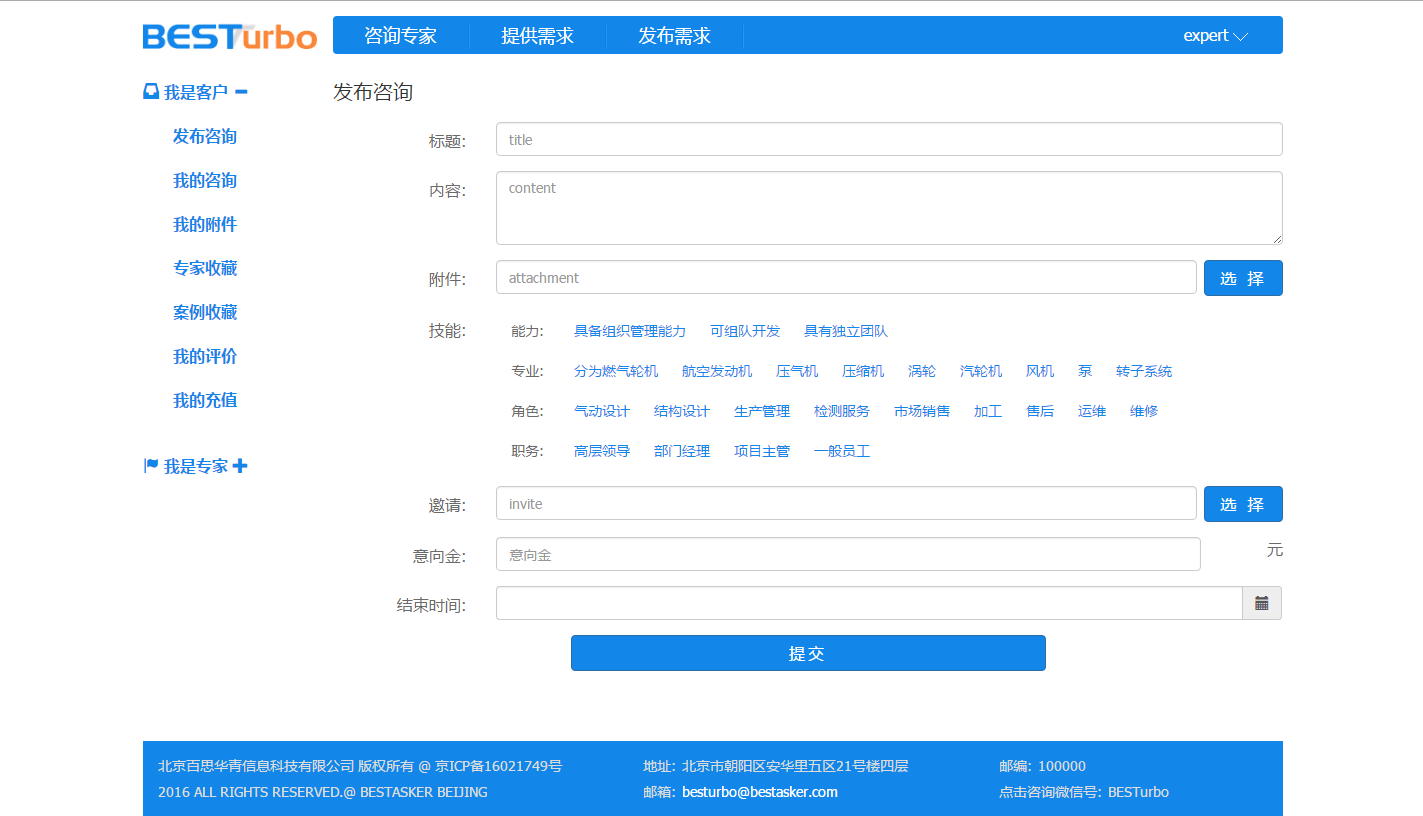 BESTurbo 咨询专家 提供需求 发布需求 expert
我是客户
发布咨询
我的咨询
我的附件
专家收藏
案例收藏
我的评价
我的充值
我是专家
发布咨询
标题: title
内容: content
附件: attachment 选 择
技能: 能力: 具备组织管理能力 可组队开发 具有独立团队
专业: 分为燃气轮机 航空发动机 压气机 压缩机 涡轮 汽轮机 风机 泵 转子系统
角色: 气动设计 结构设计 生产管理 检测服务 市场销售 加工 售后 运维 维修
职务: 高层领导 部门经理 项目主管 一般员工
邀请: invite 选 择
意向金: 意向金 元
结束时间:
提交
北京百思华青信息科技有限公司 版权所有 @ 京ICP备16021749号 地址: 北京市朝阳区安华里五区21号楼四层 邮编: 100000
2016 ALL RIGHTS RESERVED.@ BESTASKER BEIJING 邮箱: besturbo@bestasker.com 点击咨询微信号: BESTurbo